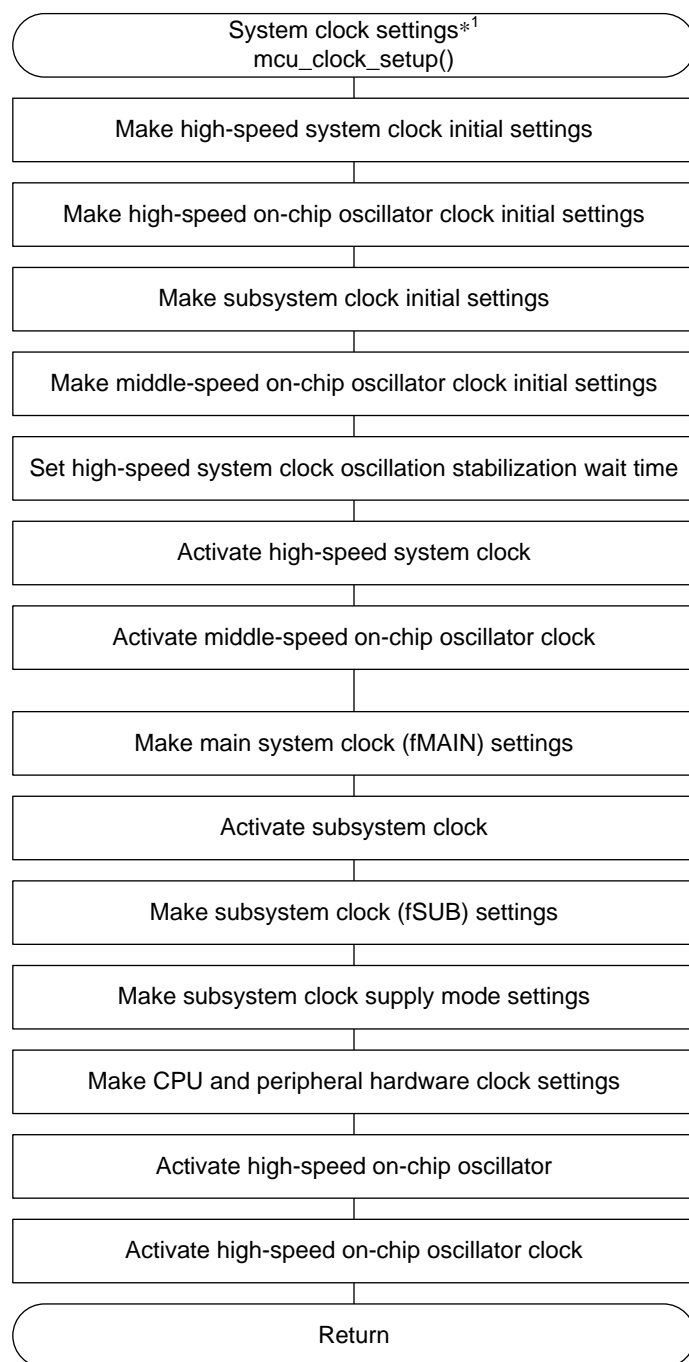 System clock settings*1
mcu_clock_setup()
Make high-speed system clock initial settings
Make high-speed on-chip oscillator clock initial settings
Make subsystem clock initial settings
Make middle-speed on-chip oscillator clock initial settings
Set high-speed system clock oscillation stabilization wait time
Activate high-speed system clock
Activate middle-speed on-chip oscillator clock
Make main system clock (fMAIN) settings
Activate subsystem clock
Make subsystem clock (fSUB) settings
Make subsystem clock supply mode settings
Make CPU and peripheral hardware clock settings
Activate high-speed on-chip oscillator
Activate high-speed on-chip oscillator clock
Return